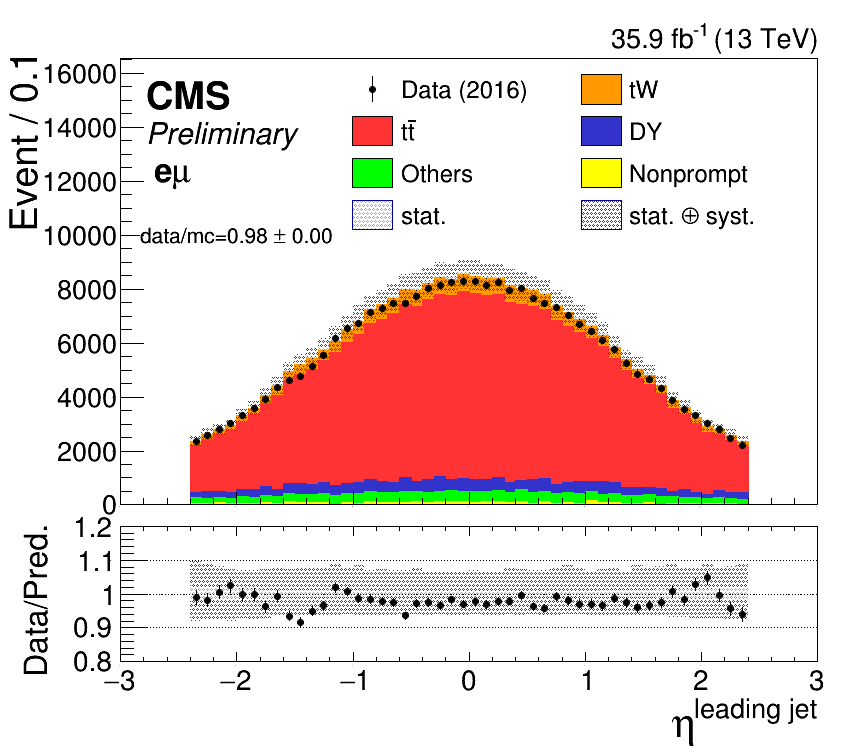 35.9 fb⁻¹ (13 TeV)
Event / 0.1
16000
14000
12000
10000
8000
6000
4000
2000
0
CMS
Preliminary
eμ
data/mc=0.98 ± 0.00
Data (2016)
tW
tt̄
DY
Others
Nonprompt
stat.
stat. ⊕ syst.
Data/Pred.
1.2
1.1
1
0.9
0.8
−3 −2 −1 0 1 2 3
η^leading jet